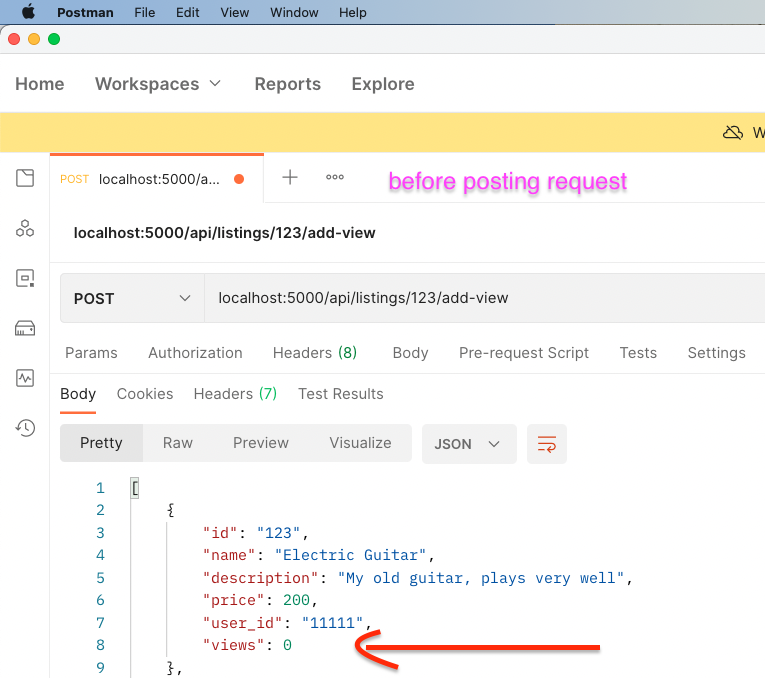 Postman File Edit View Window Help
Home Workspaces Reports Explore
W
POST localhost:5000/a... before posting request
localhost:5000/api/listings/123/add-view
POST localhost:5000/api/listings/123/add-view
Params Authorization Headers (8) Body Pre-request Script Tests Settings
Body Cookies Headers (7) Test Results
Pretty Raw Preview Visualize JSON
1 [
2 {
3 "id": "123",
4 "name": "Electric Guitar",
5 "description": "My old guitar, plays very well",
6 "price": 200,
7 "user_id": "11111",
8 "views": 0
9 },